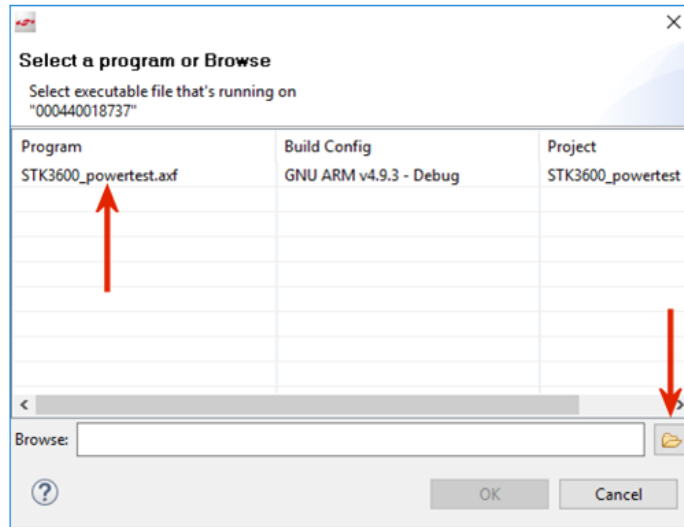 Select a program or Browse
Select executable file that's running on
"000440018737"
Program Build Config Project
STK3600_powertest.axf GNU ARM v4.9.3 - Debug STK3600_powertest
Browse:
OK Cancel